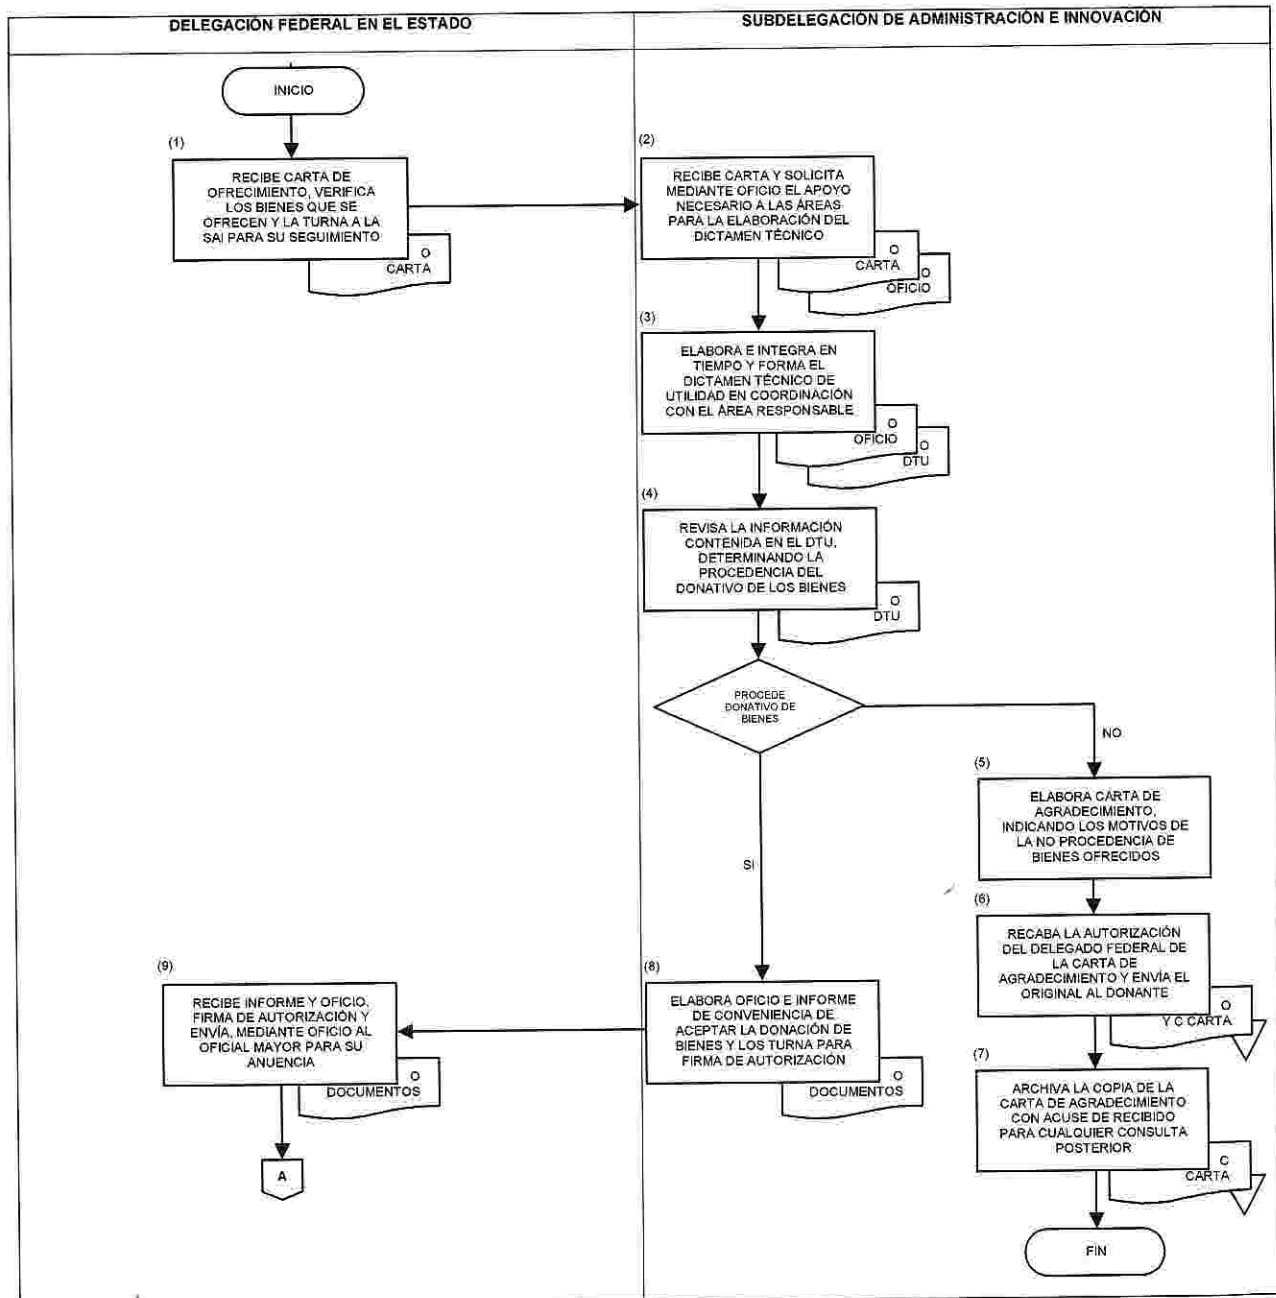 DELEGACIÓN FEDERAL EN EL ESTADO
SUBDELEGACIÓN DE ADMINISTRACIÓN E INNOVACIÓN
INICIO
(1)
RECIBE CARTA DE
OFRECIMIENTO, VERIFICA
LOS BIENES QUE SE
OFRECEN Y LA TURNA A LA
SAI PARA SU SEGUIMIENTO
O
CARTA
(2)
RECIBE CARTA Y SOLICITA
MEDIANTE OFICIO EL APOYO
NECESARIO A LAS ÁREAS
PARA LA ELABORACIÓN DEL
DICTAMEN TÉCNICO
O
CARTA
O
OFICIO
(3)
ELABORA E INTEGRA EN
TIEMPO Y FORMA EL
DICTAMEN TÉCNICO DE
UTILIDAD EN COORDINACIÓN
CON EL ÁREA RESPONSABLE
O
OFICIO
O
DTU
(4)
REVISA LA INFORMACIÓN
CONTENIDA EN EL DTU,
DETERMINANDO LA
PROCEDENCIA DEL
DONATIVO DE LOS BIENES
O
DTU
PROCEDE
DONATIVO DE
BIENES
NO
SI
(5)
ELABORA CARTA DE
AGRADECIMIENTO,
INDICANDO LOS MOTIVOS DE
LA NO PROCEDENCIA DE
BIENES OFRECIDOS
(6)
RECABA LA AUTORIZACIÓN
DEL DELEGADO FEDERAL DE
LA CARTA DE
AGRADECIMIENTO Y ENVÍA EL
ORIGINAL AL DONANTE
O
Y C CARTA
(7)
ARCHIVA LA COPIA DE LA
CARTA DE AGRADECIMIENTO
CON ACUSE DE RECIBIDO
PARA CUALQUIER CONSULTA
POSTERIOR
C
CARTA
FIN
(8)
ELABORA OFICIO E INFORME
DE CONVENIENCIA DE
ACEPTAR LA DONACIÓN DE
BIENES Y LOS TURNA PARA
FIRMA DE AUTORIZACIÓN
O
DOCUMENTOS
(9)
RECIBE INFORME Y OFICIO,
FIRMA DE AUTORIZACIÓN Y
ENVÍA, MEDIANTE OFICIO AL
OFICIAL MAYOR PARA SU
ANUENCIA
O
DOCUMENTOS
A